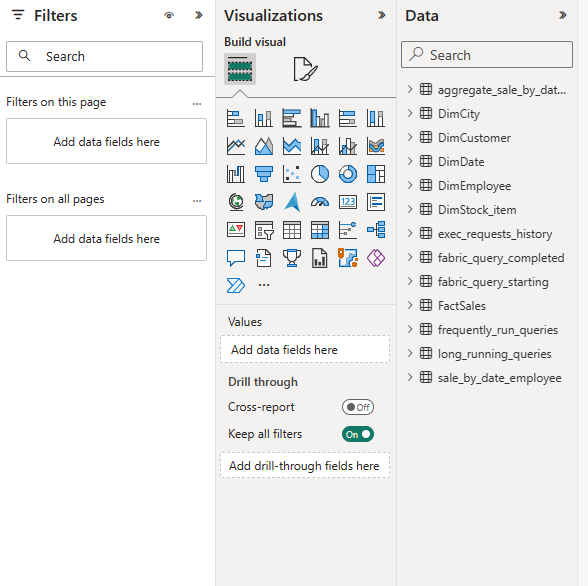 Filters
Search
Filters on this page
...
Add data fields here
Filters on all pages
...
Add data fields here
Visualizations
Build visual
123
...
Values
Add data fields here
Drill through
Cross-report
Off
Keep all filters
On
Add drill-through fields here
Data
Search
aggregate_sale_by_dat...
DimCity
DimCustomer
DimDate
DimEmployee
DimStock_item
exec_requests_history
fabric_query_completed
fabric_query_starting
FactSales
frequently_run_queries
long_running_queries
sale_by_date_employee